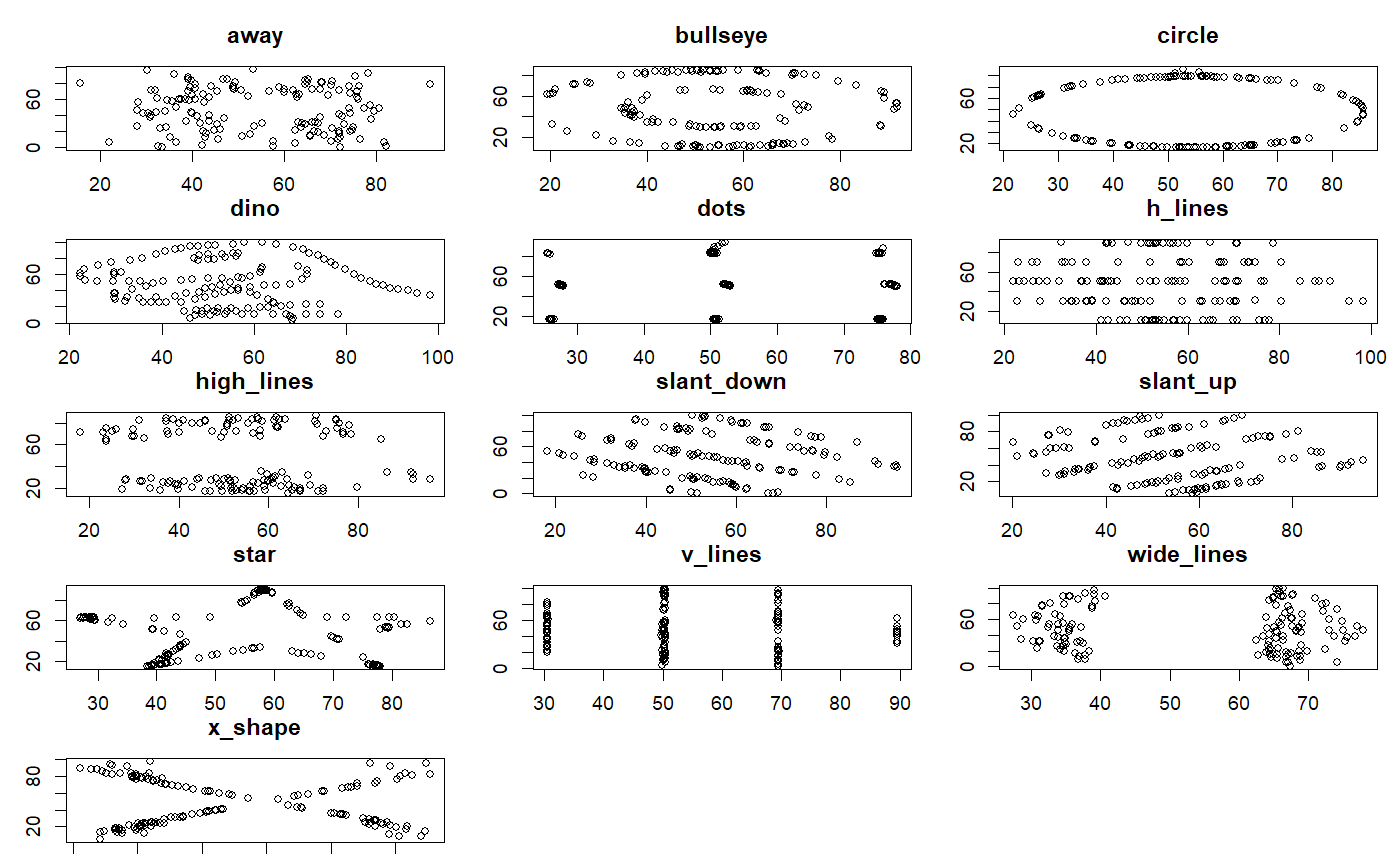 away bullseye circle
60
0
20 40 60 80
60
20
20 40 60 80
60
20
20 30 40 50 60 70 80
dino dots h_lines
60
0
20 40 60 80 100
60
20
30 40 50 60 70 80
60
20
20 40 60 80 100
high_lines slant_down slant_up
60
20
20 40 60 80
60
0
20 40 60 80
80
20
20 40 60 80
star v_lines wide_lines
60
20
30 40 50 60 70 80
60
0
30 40 50 60 70 80 90
60
0
30 40 50 60 70
x_shape
80
20